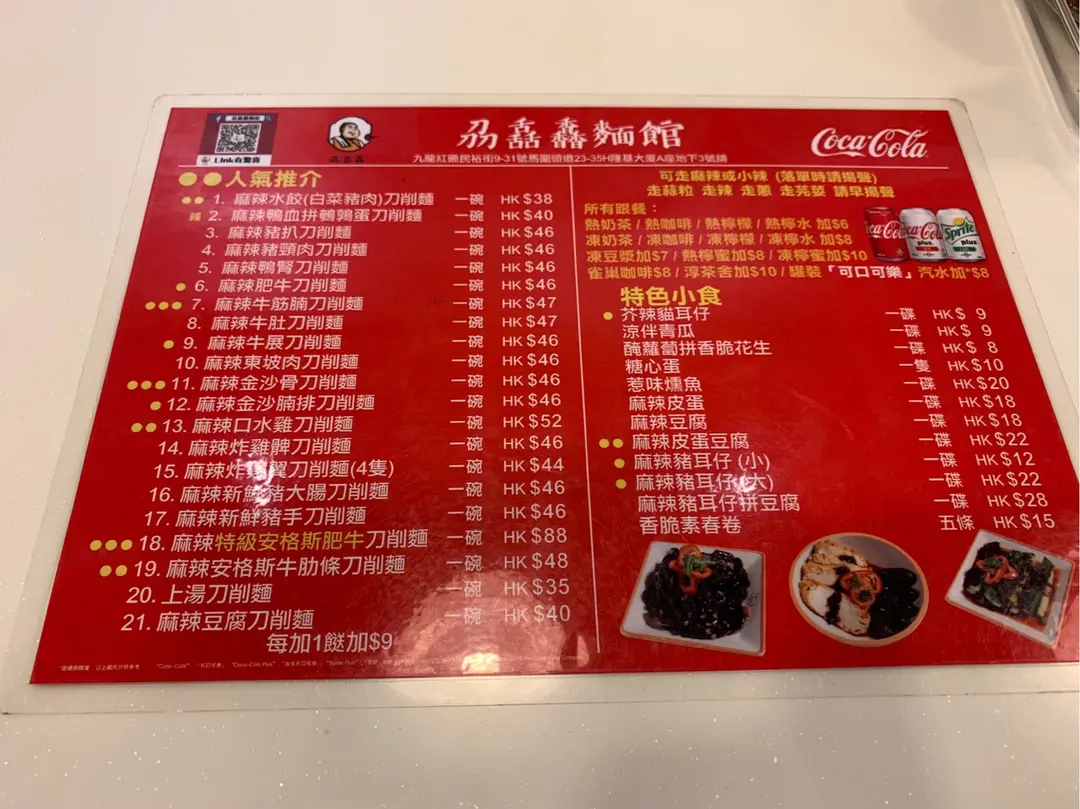 刕嚞馫麵館
九龍紅磡民裕街9-31號馬圍頭道23-35H隆基大廈A座地下3號舖
Coca-Cola
Link有驚喜
人氣推介
1. 麻辣水餃(白菜豬肉)刀削麵 一碗 HK$38
辣 2. 麻辣鴨血拼鵪鶉蛋刀削麵 一碗 HK$40
3. 麻辣豬扒刀削麵 一碗 HK$46
4. 麻辣豬頸肉刀削麵 一碗 HK$46
5. 麻辣鴨腎刀削麵 一碗 HK$46
6. 麻辣肥牛刀削麵 一碗 HK$46
7. 麻辣牛筋腩刀削麵 一碗 HK$47
8. 麻辣牛肚刀削麵 一碗 HK$47
9. 麻辣牛展刀削麵 一碗 HK$46
10. 麻辣東坡肉刀削麵 一碗 HK$46
11. 麻辣金沙骨刀削麵 一碗 HK$46
12. 麻辣金沙腩排刀削麵 一碗 HK$46
13. 麻辣口水雞刀削麵 一碗 HK$52
14. 麻辣炸雞髀刀削麵 一碗 HK$46
15. 麻辣炸雞翼刀削麵(4隻) 一碗 HK$44
16. 麻辣新鮮豬大腸刀削麵 一碗 HK$46
17. 麻辣新鮮豬手刀削麵 一碗 HK$46
18. 麻辣特級安格斯肥牛刀削麵 一碗 HK$88
19. 麻辣安格斯牛肋條刀削麵 一碗 HK$48
20. 上湯刀削麵 一碗 HK$35
21. 麻辣豆腐刀削麵 一碗 HK$40
每加1餸加$9
可走麻辣或小辣 (落單時請揚聲)
走蒜粒 走辣 走蔥 走芫荽 請早揚聲
所有跟餐：
熱奶茶 / 熱咖啡 / 熱檸檬 / 熱檸水 加$6
凍奶茶 / 凍咖啡 / 凍檸檬 / 凍檸水 加$8
凍豆漿加$7 / 熱檸蜜加$8 / 凍檸蜜加$10
雀巢咖啡$8 / 淳茶舍加$10 / 罐裝「可口可樂」汽水加*$8
Coca-Cola
Coca-Cola plus
Sprite plus
特色小食
芥辣貓耳仔 一碟 HK$ 9
涼伴青瓜 一碟 HK$ 9
醃蘿蔔拼香脆花生 一碟 HK$ 8
糖心蛋 一隻 HK$10
惹味燻魚 一碟 HK$20
麻辣皮蛋 一碟 HK$18
麻辣豆腐 一碟 HK$18
麻辣皮蛋豆腐 一碟 HK$22
麻辣豬耳仔 (小) 一碟 HK$12
麻辣豬耳仔 (大) 一碟 HK$22
麻辣豬耳仔拼豆腐 一碟 HK$28
香脆素春卷 五條 HK$15